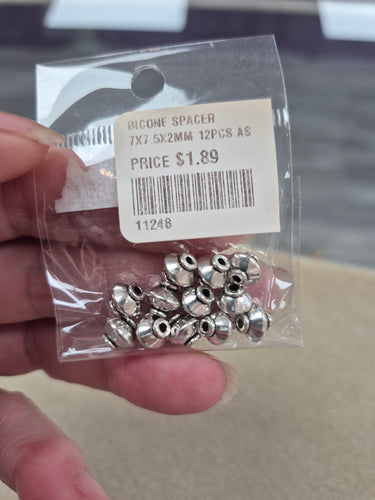 BICONE SPACER
7X7.5X2MM 12PCS AS
PRICE $1.89
11248